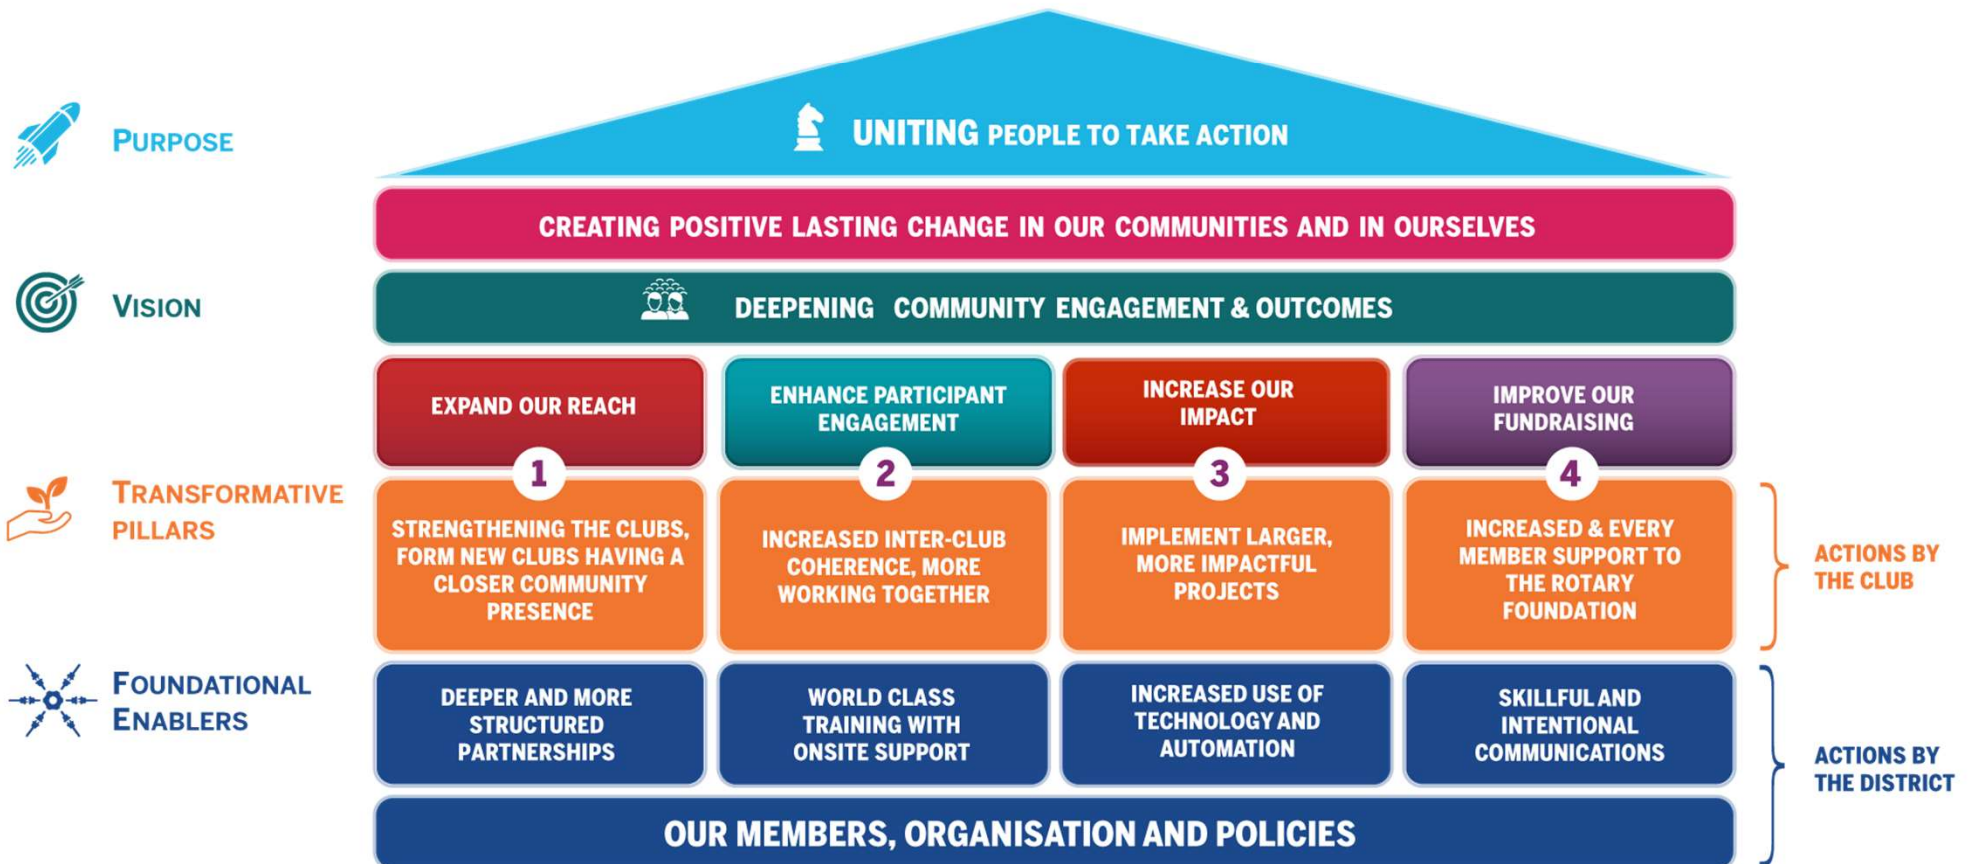 PURPOSE
UNITING PEOPLE TO TAKE ACTION
CREATING POSITIVE LASTING CHANGE IN OUR COMMUNITIES AND IN OURSELVES
VISION
DEEPENING COMMUNITY ENGAGEMENT & OUTCOMES
EXPAND OUR REACH
ENHANCE PARTICIPANT
ENGAGEMENT
INCREASE OUR
IMPACT
IMPROVE OUR
FUNDRAISING
TRANSFORMATIVE
PILLARS
1
STRENGTHENING THE CLUBS,
FORM NEW CLUBS HAVING A
CLOSER COMMUNITY
PRESENCE
2
INCREASED INTER-CLUB
COHERENCE, MORE
WORKING TOGETHER
3
IMPLEMENT LARGER,
MORE IMPACTFUL
PROJECTS
4
INCREASED & EVERY
MEMBER SUPPORT TO
THE ROTARY
FOUNDATION
ACTIONS BY
THE CLUB
FOUNDATIONAL
ENABLERS
DEEPER AND MORE
STRUCTURED
PARTNERSHIPS
WORLD CLASS
TRAINING WITH
ONSITE SUPPORT
INCREASED USE OF
TECHNOLOGY AND
AUTOMATION
SKILLFUL AND
INTENTIONAL
COMMUNICATIONS
ACTIONS BY
THE DISTRICT
OUR MEMBERS, ORGANISATION AND POLICIES